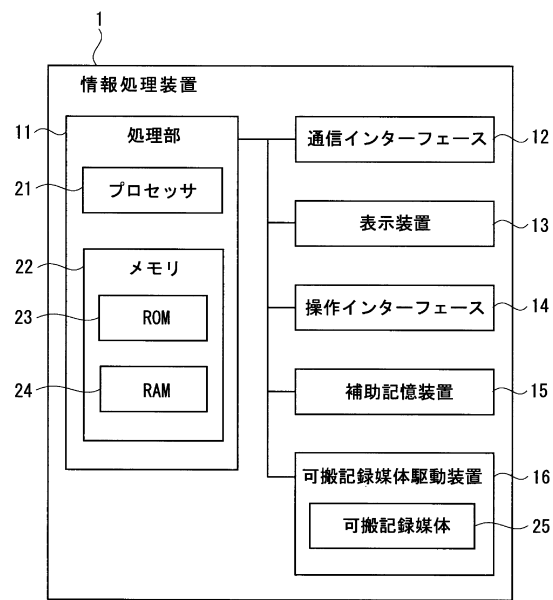 1
情報処理装置
11
処理部
21
プロセッサ
22
メモリ
23
ROM
24
RAM
通信インターフェース
12
表示装置
13
操作インターフェース
14
補助記憶装置
15
可搬記録媒体駆動装置
16
可搬記録媒体
25